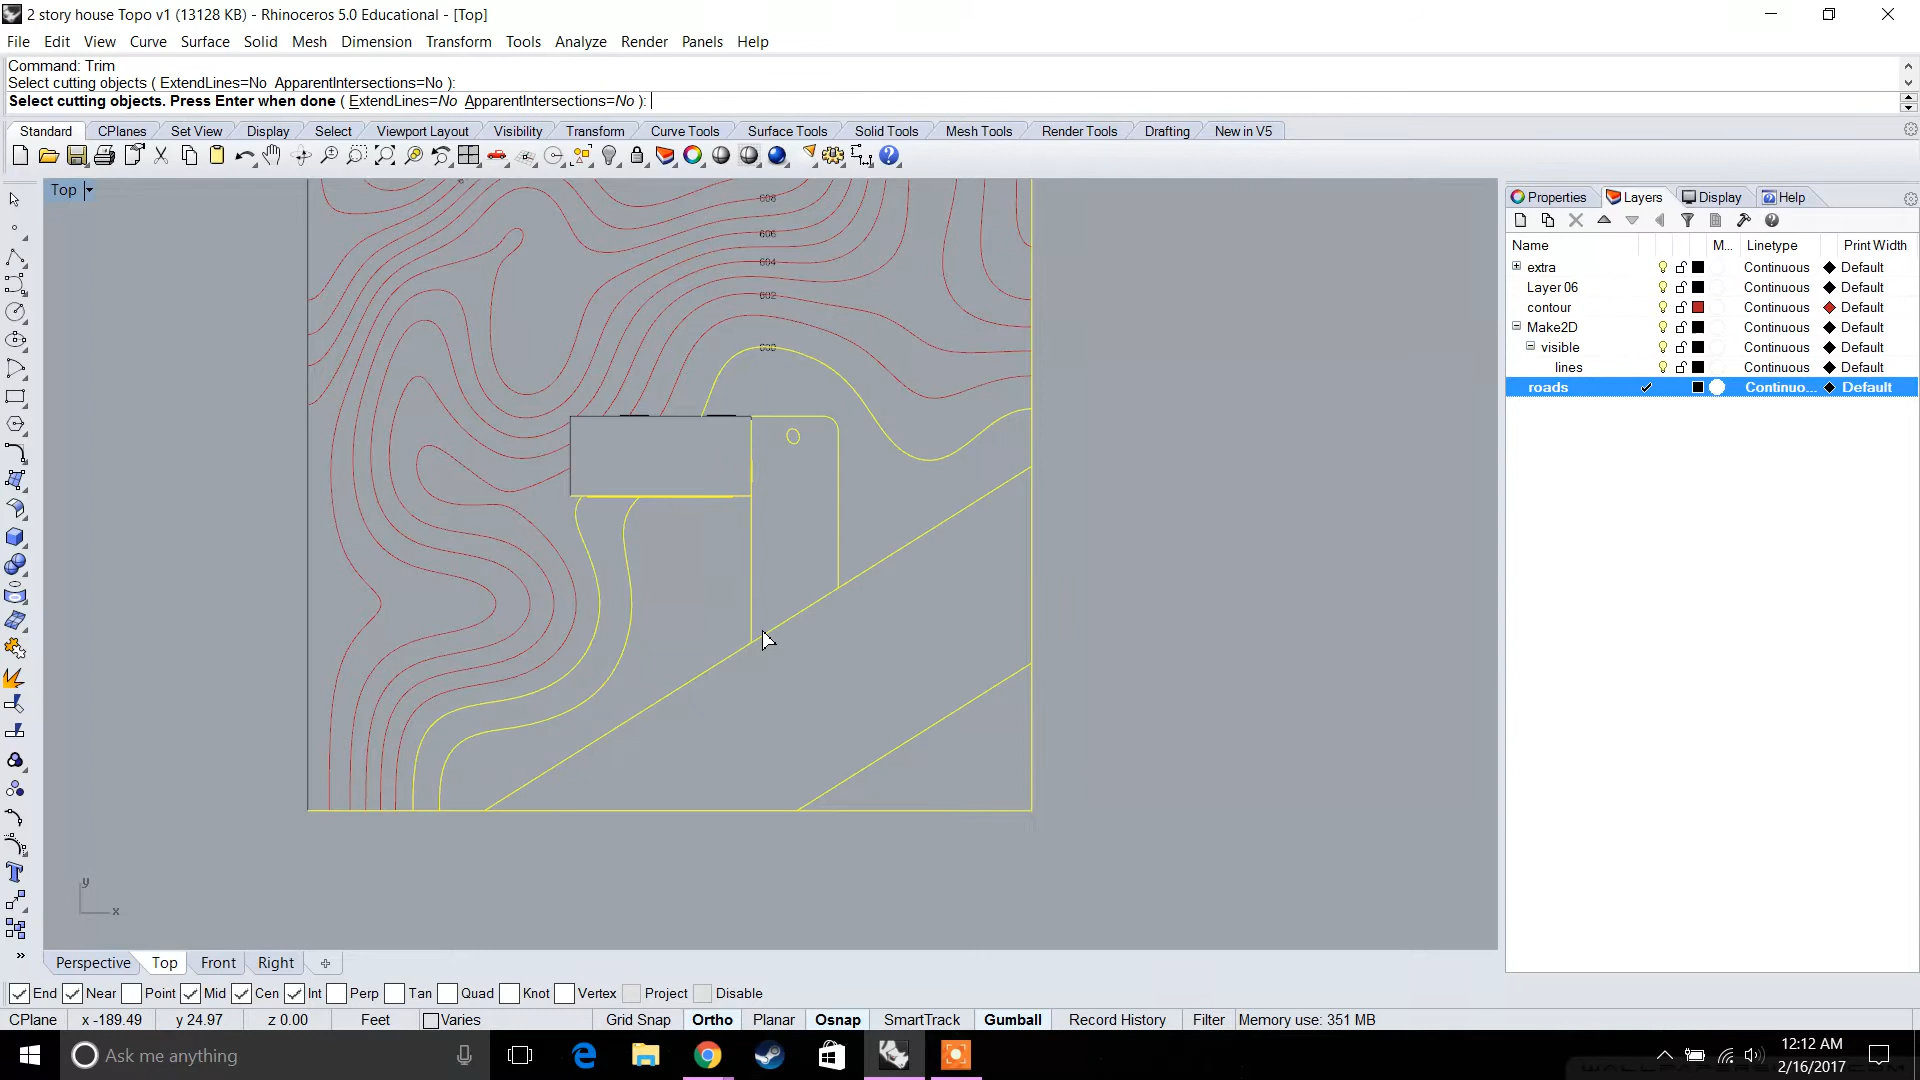 2 story house Topo v1 (13128 KB) - Rhinoceros 5.0 Educational - [Top]
File Edit View Curve Surface Solid Mesh Dimension Transform Tools Analyze Render Panels Help
Command: Trim
Select cutting objects ( ExtendLines=No ApparentIntersections=No ):
Select cutting objects. Press Enter when done ( ExtendLines=No ApparentIntersections=No ):
Standard CPlanes Set View Display Select Viewport Layout Visibility Transform Curve Tools Surface Tools Solid Tools Mesh Tools Render Tools Drafting New in V5
Top
Properties Layers Display Help
Name M... Linetype Print Width
extra Continuous Default
Layer 06 Continuous Default
contour Continuous Default
Make2D Continuous Default
visible Continuous Default
lines Continuous Default
roads Continuo... Default
608
606
604
602
600
y
x
Perspective Top Front Right
End Near Point Mid Cen Int Perp Tan Quad Knot Vertex Project Disable
CPlane x -189.49 y 24.97 z 0.00 Feet Varies Grid Snap Ortho Planar Osnap SmartTrack Gumball Record History Filter Memory use: 351 MB
Ask me anything
12:12 AM
2/16/2017